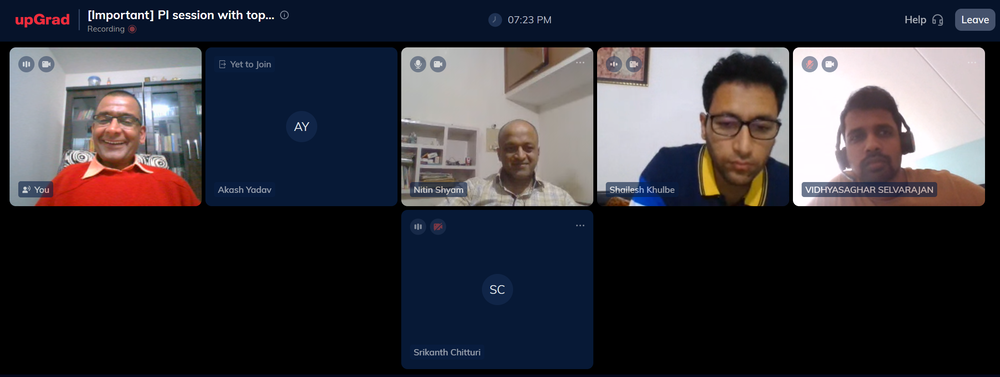 upGrad
[Important] PI session with top...
Recording
07:23 PM
Help
Leave
You
Yet to Join
AY
Akash Yadav
Nitin Shyam
Shailesh Khulbe
VIDHYASAGHAR SELVARAJAN
SC
Srikanth Chitturi